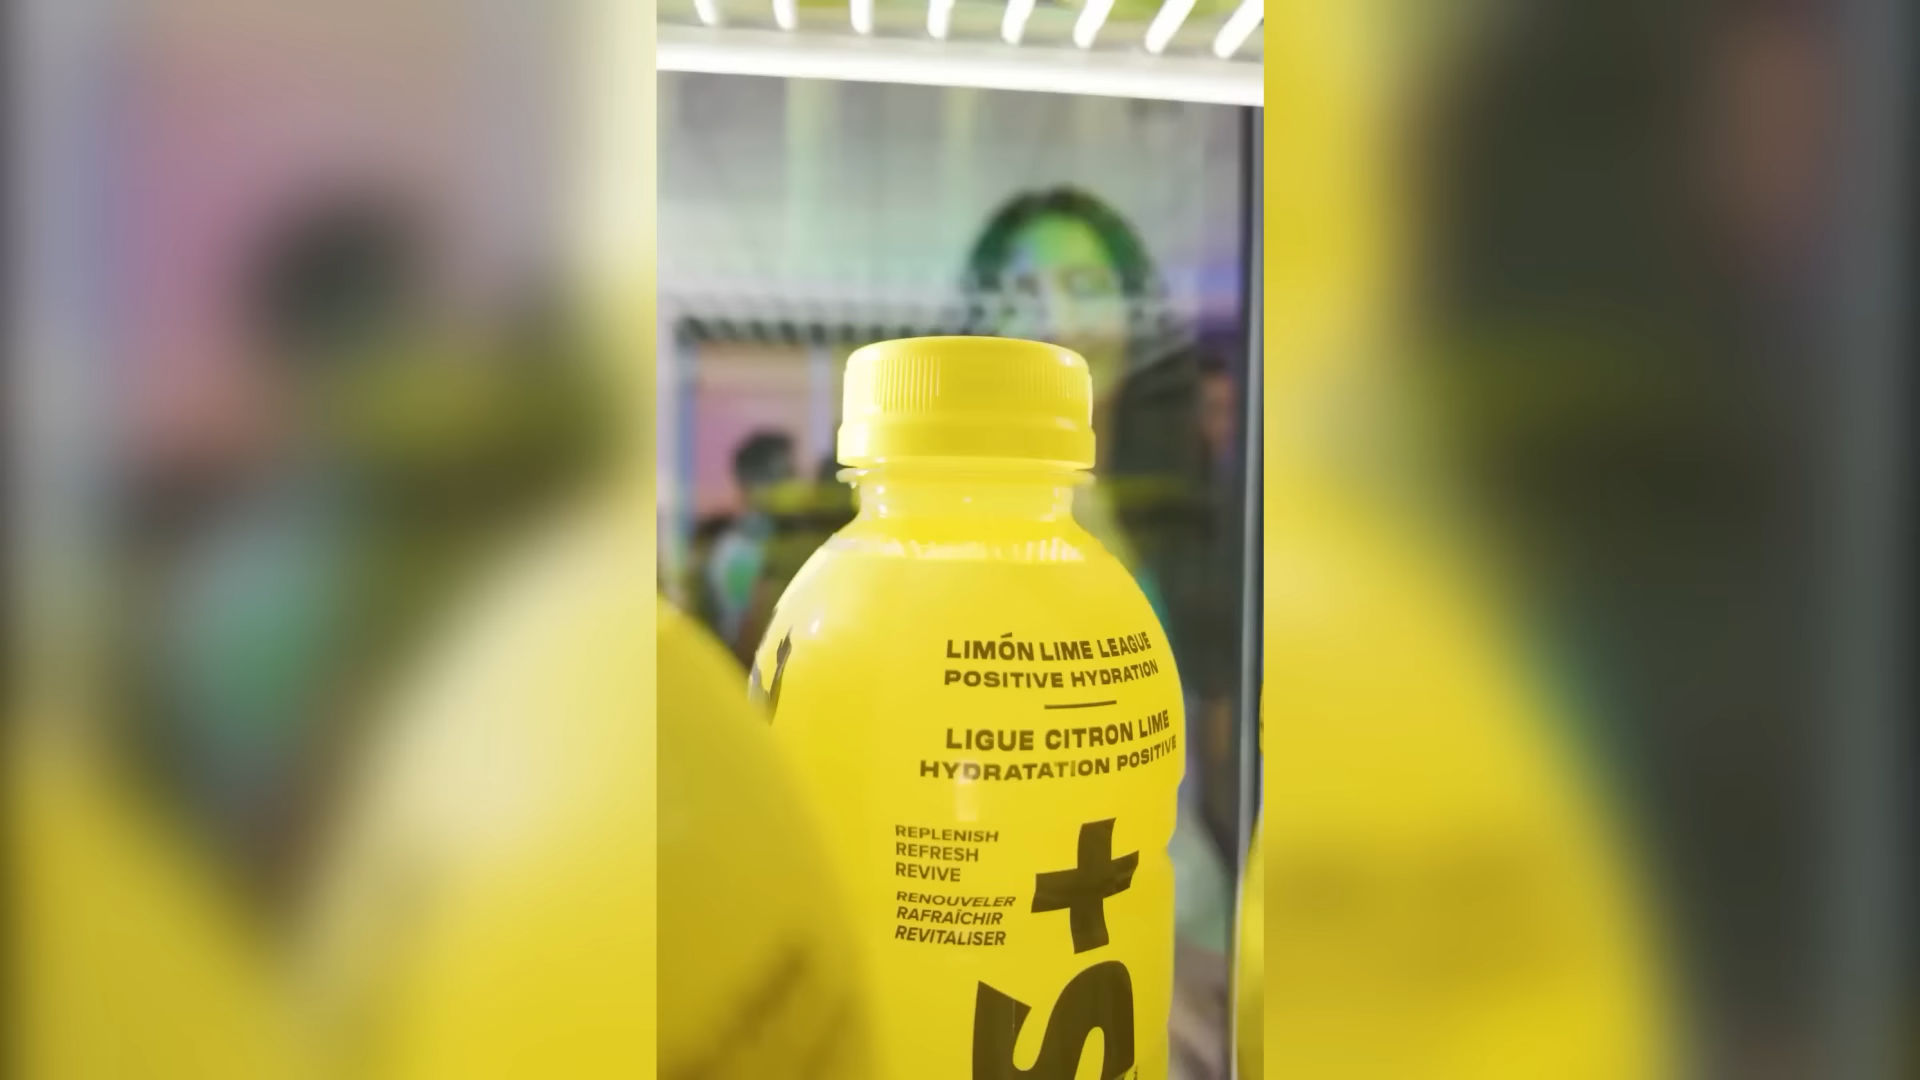 LIMÓN LIME LEAGUE
POSITIVE HYDRATION
LIGUE CITRON LIME
HYDRATATION POSITIVE
REPLENISH
REFRESH
REVIVE
RENOUVELER
RAFRAÎCHIR
REVITALISER
S+